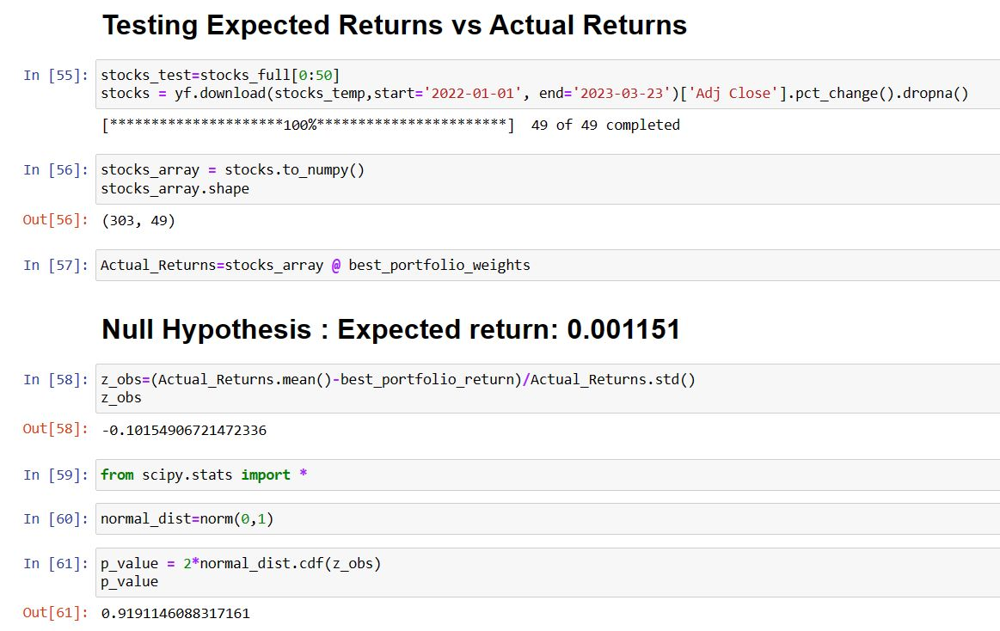 Testing Expected Returns vs Actual Returns
In [55]: stocks_test=stocks_full[0:50]
stocks = yf.download(stocks_temp,start='2022-01-01', end='2023-03-23')['Adj Close'].pct_change().dropna()
[*********************100%***********************]  49 of 49 completed
In [56]: stocks_array = stocks.to_numpy()
stocks_array.shape
Out[56]: (303, 49)
In [57]: Actual_Returns=stocks_array @ best_portfolio_weights
Null Hypothesis : Expected return: 0.001151
In [58]: z_obs=(Actual_Returns.mean()-best_portfolio_return)/Actual_Returns.std()
z_obs
Out[58]: -0.10154906721472336
In [59]: from scipy.stats import *
In [60]: normal_dist=norm(0,1)
In [61]: p_value = 2*normal_dist.cdf(z_obs)
p_value
Out[61]: 0.9191146088317161